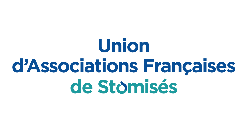 Union
d'Associations Françaises
de Stomisés